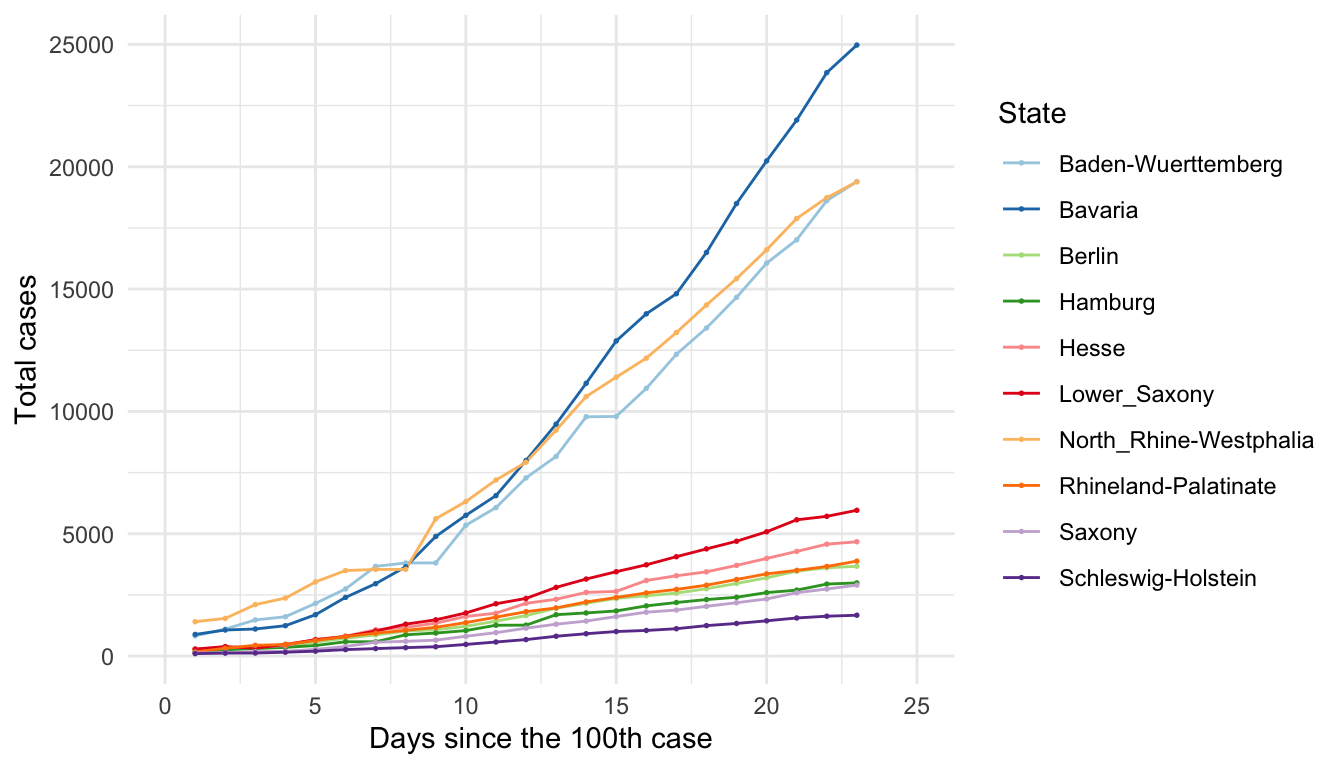 25000
20000
15000
10000
5000
0
0 5 10 15 20 25
Total cases
Days since the 100th case
State
Baden-Wuerttemberg
Bavaria
Berlin
Hamburg
Hesse
Lower_Saxony
North_Rhine-Westphalia
Rhineland-Palatinate
Saxony
Schleswig-Holstein